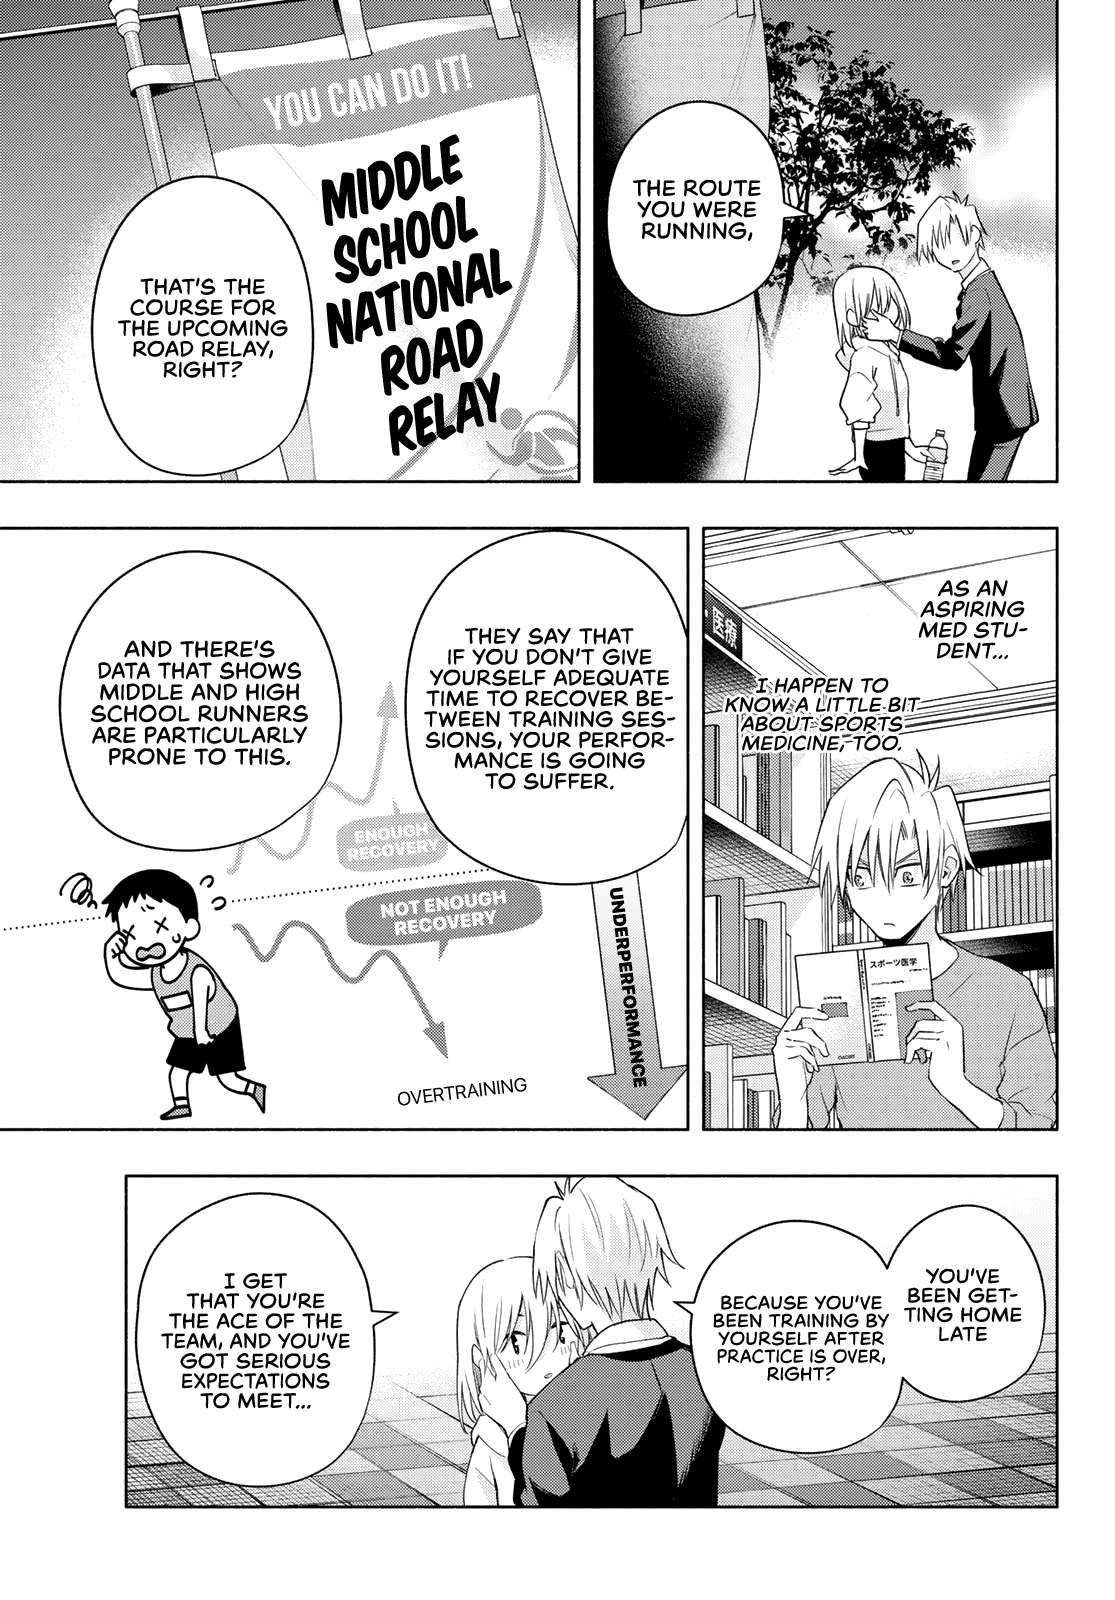 THE ROUTE
YOU WERE
RUNNING,
YOU CAN DO IT!
MIDDLE
SCHOOL
NATIONAL
ROAD
RELAY
THAT'S THE
COURSE FOR
THE UPCOMING
ROAD RELAY,
RIGHT?
AS AN
ASPIRING
MED STU-
DENT...
I HAPPEN TO
KNOW A LITTLE BIT
ABOUT SPORTS
MEDICINE, TOO.
医療
スポーツ医学
THEY SAY THAT
IF YOU DON'T GIVE
YOURSELF ADEQUATE
TIME TO RECOVER BE-
TWEEN TRAINING SES-
SIONS, YOUR PERFOR-
MANCE IS GOING
TO SUFFER.
AND THERE'S
DATA THAT SHOWS
MIDDLE AND HIGH
SCHOOL RUNNERS
ARE PARTICULARLY
PRONE TO THIS.
ENOUGH
RECOVERY
NOT ENOUGH
RECOVERY
UNDERPERFORMANCE
OVERTRAINING
YOU'VE
BEEN GET-
TING HOME
LATE
BECAUSE YOU'VE
BEEN TRAINING BY
YOURSELF AFTER
PRACTICE IS OVER,
RIGHT?
I GET
THAT YOU'RE
THE ACE OF THE
TEAM, AND YOU'VE
GOT SERIOUS
EXPECTATIONS
TO MEET...